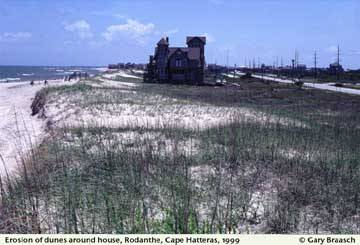 Erosion of dunes around house, Rodanthe, Cape Hatteras, 1999 © Gary Braasch